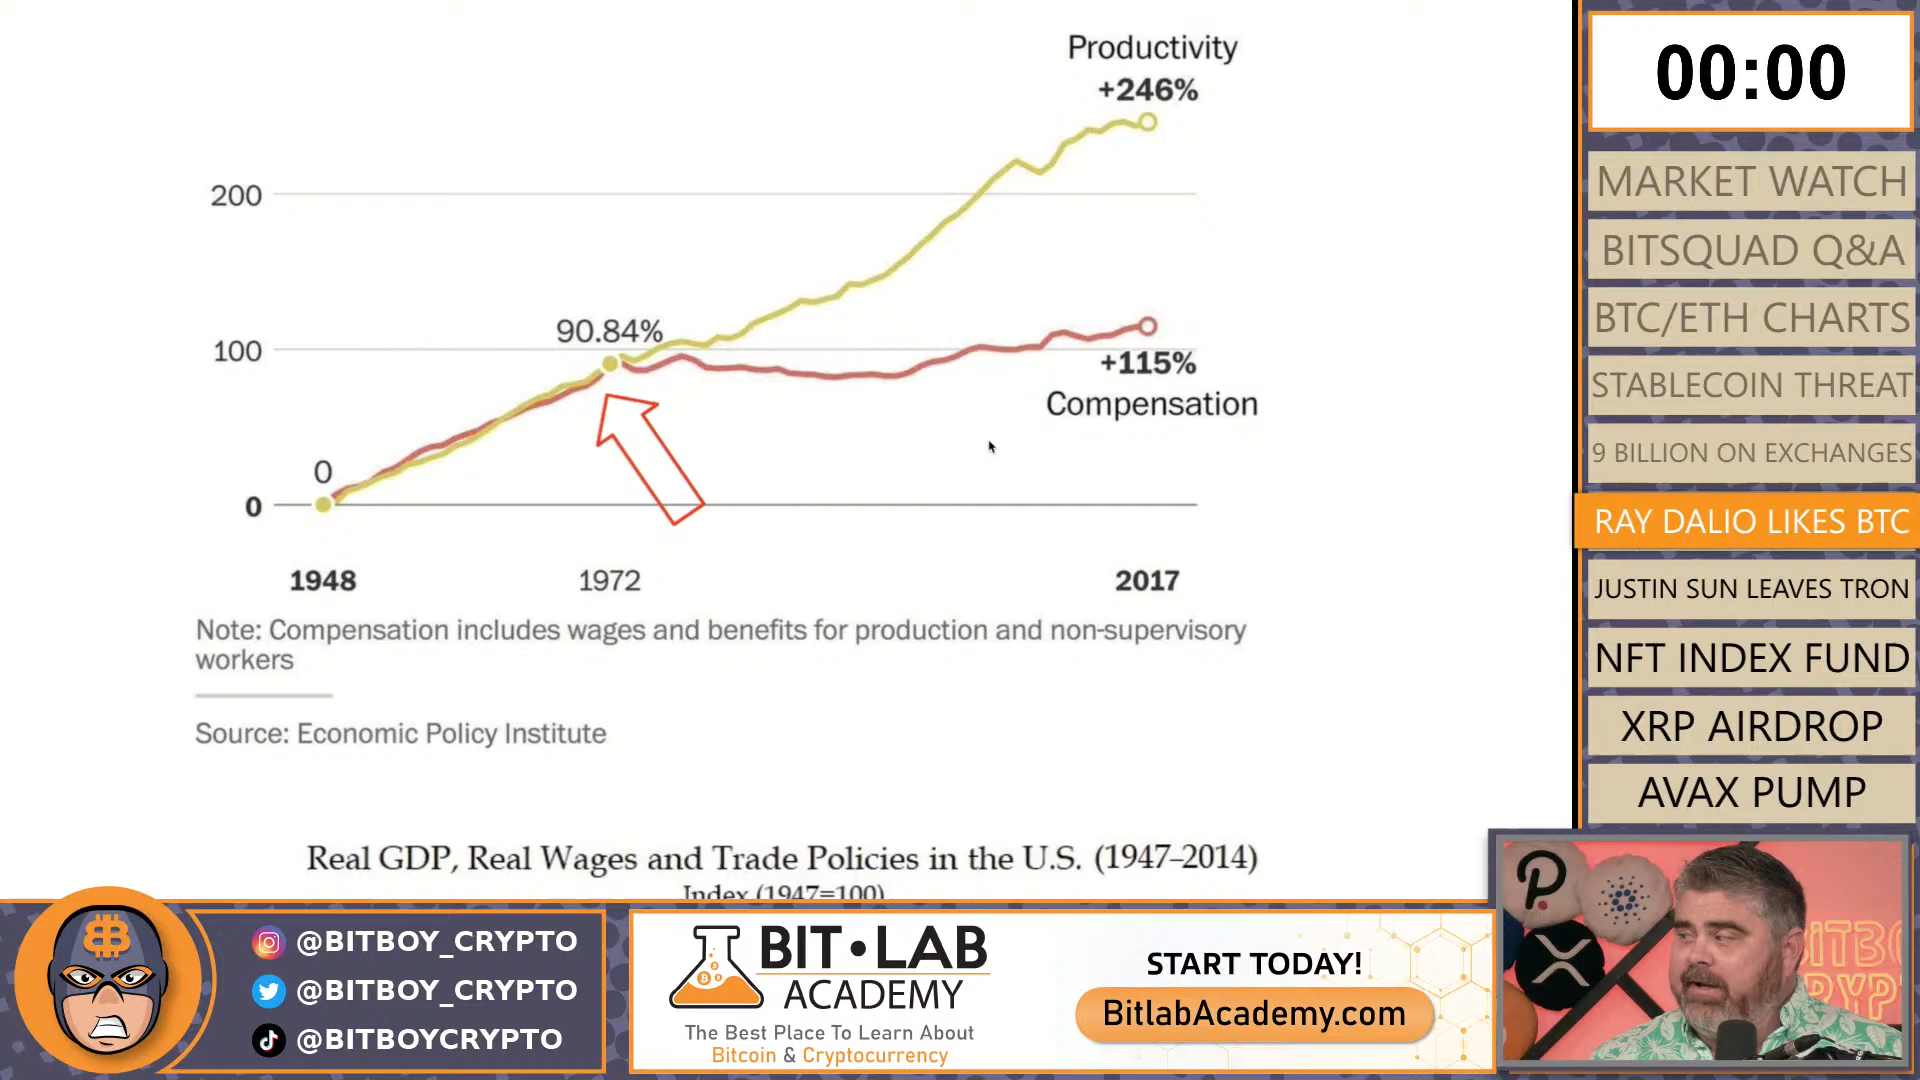 Productivity
+246%
200
90.84%
100
+115%
Compensation
0
0
1948
1972
2017
Note: Compensation includes wages and benefits for production and non-supervisory
workers
Source: Economic Policy Institute
Real GDP, Real Wages and Trade Policies in the U.S. (1947–2014)
Index (1947=100)
00:00
MARKET WATCH
BITSQUAD Q&A
BTC/ETH CHARTS
STABLECOIN THREAT
9 BILLION ON EXCHANGES
RAY DALIO LIKES BTC
JUSTIN SUN LEAVES TRON
NFT INDEX FUND
XRP AIRDROP
AVAX PUMP
@BITBOY_CRYPTO
@BITBOY_CRYPTO
@BITBOYCRYPTO
BIT•LAB
ACADEMY
The Best Place To Learn About
Bitcoin & Cryptocurrency
START TODAY!
BitlabAcademy.com